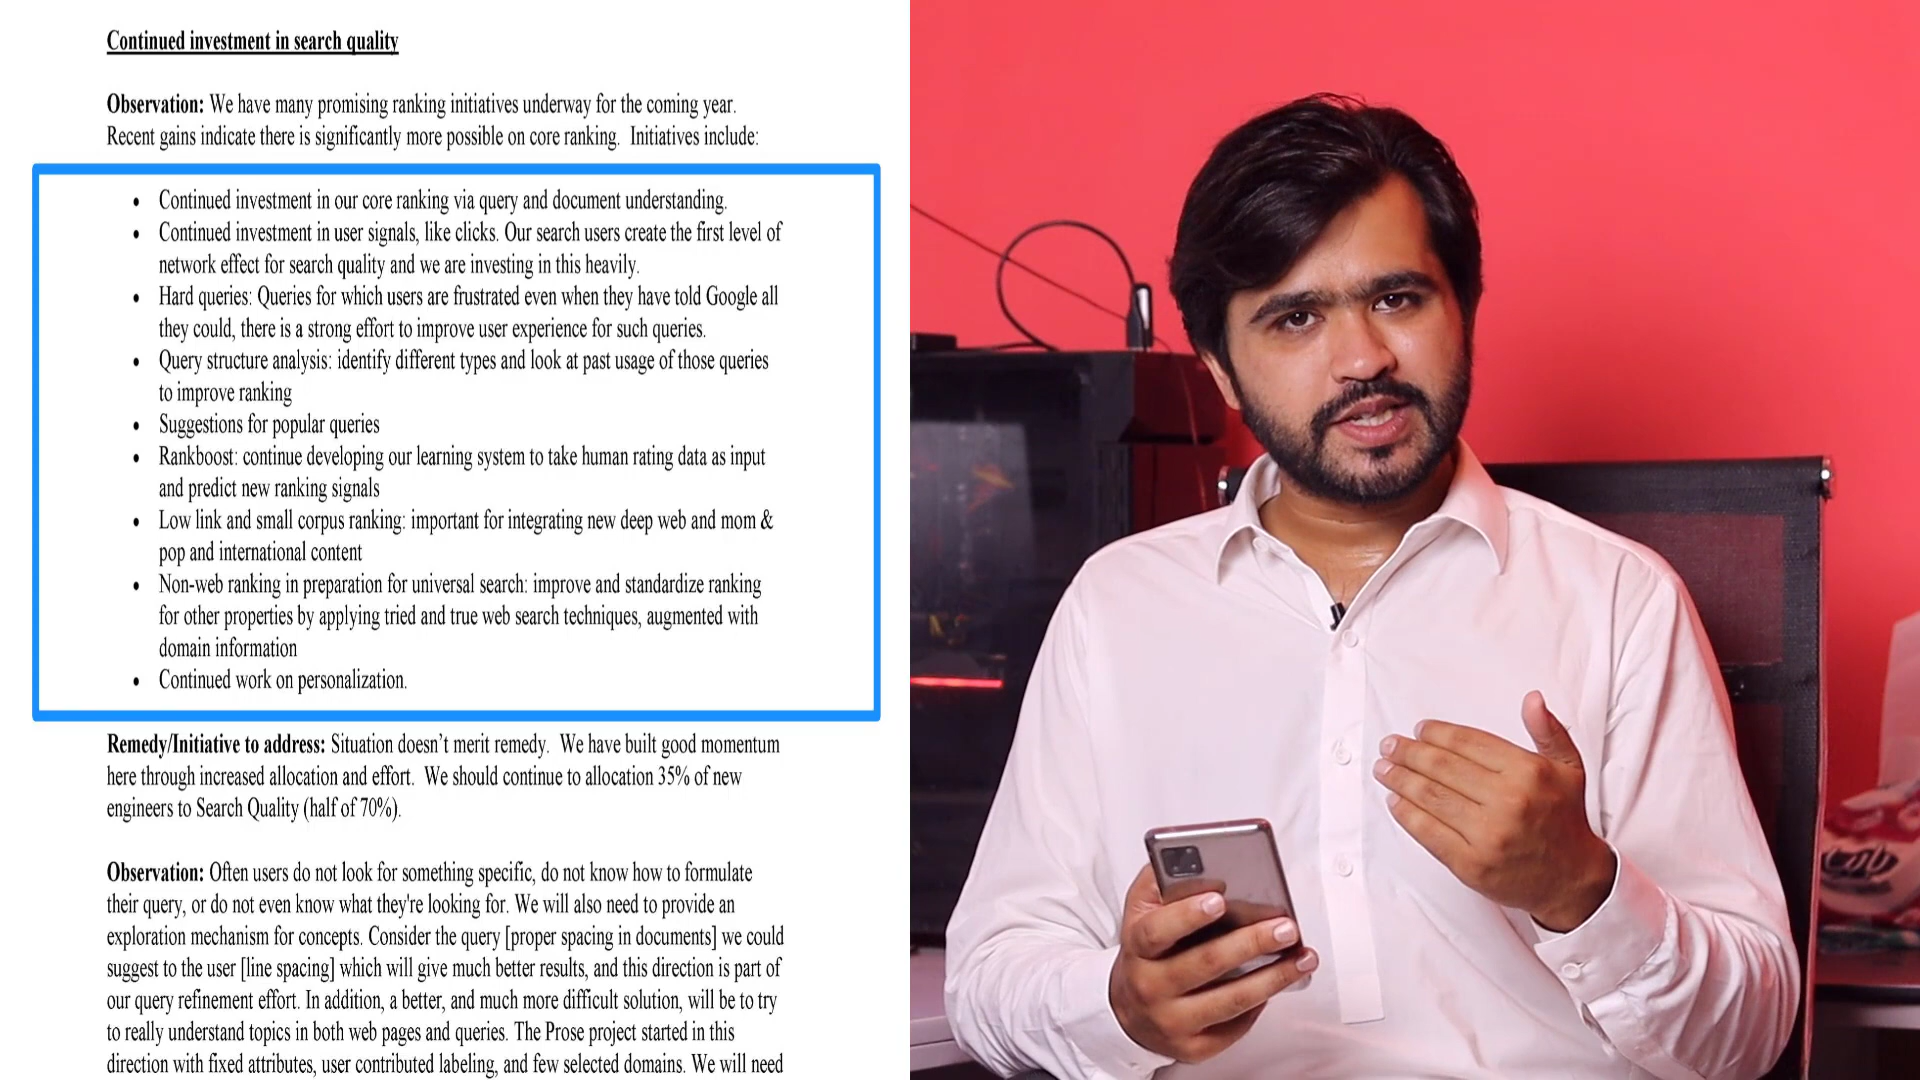 Continued investment in search quality
Observation: We have many promising ranking initiatives underway for the coming year.
Recent gains indicate there is significantly more possible on core ranking. Initiatives include:
• Continued investment in our core ranking via query and document understanding.
• Continued investment in user signals, like clicks. Our search users create the first level of
network effect for search quality and we are investing in this heavily.
• Hard queries: Queries for which users are frustrated even when they have told Google all
they could, there is a strong effort to improve user experience for such queries.
• Query structure analysis: identify different types and look at past usage of those queries
to improve ranking
• Suggestions for popular queries
• Rankboost: continue developing our learning system to take human rating data as input
and predict new ranking signals
• Low link and small corpus ranking: important for integrating new deep web and mom &
pop and international content
• Non-web ranking in preparation for universal search: improve and standardize ranking
for other properties by applying tried and true web search techniques, augmented with
domain information
• Continued work on personalization.
Remedy/Initiative to address: Situation doesn't merit remedy. We have built good momentum
here through increased allocation and effort. We should continue to allocation 35% of new
engineers to Search Quality (half of 70%).
Observation: Often users do not look for something specific, do not know how to formulate
their query, or do not even know what they're looking for. We will also need to provide an
exploration mechanism for concepts. Consider the query [proper spacing in documents] we could
suggest to the user [line spacing] which will give much better results, and this direction is part of
our query refinement effort. In addition, a better, and much more difficult solution, will be to try
to really understand topics in both web pages and queries. The Prose project started in this
direction with fixed attributes, user contributed labeling, and few selected domains. We will need